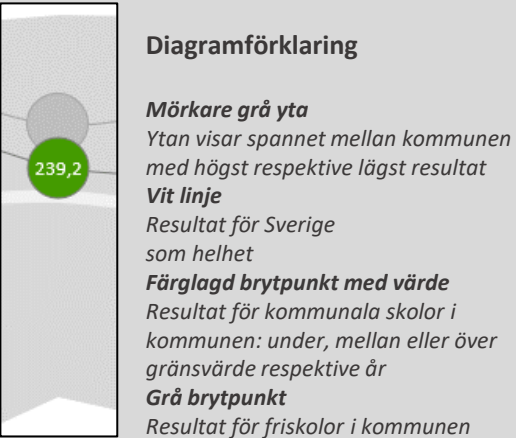 Diagramförklaring
239,2
Mörkare grå yta
Ytan visar spannet mellan kommunen
med högst respektive lägst resultat
Vit linje
Resultat för Sverige
som helhet
Färglagd brytpunkt med värde
Resultat för kommunala skolor i
kommunen: under, mellan eller över
gränsvärde respektive år
Grå brytpunkt
Resultat för friskolor i kommunen